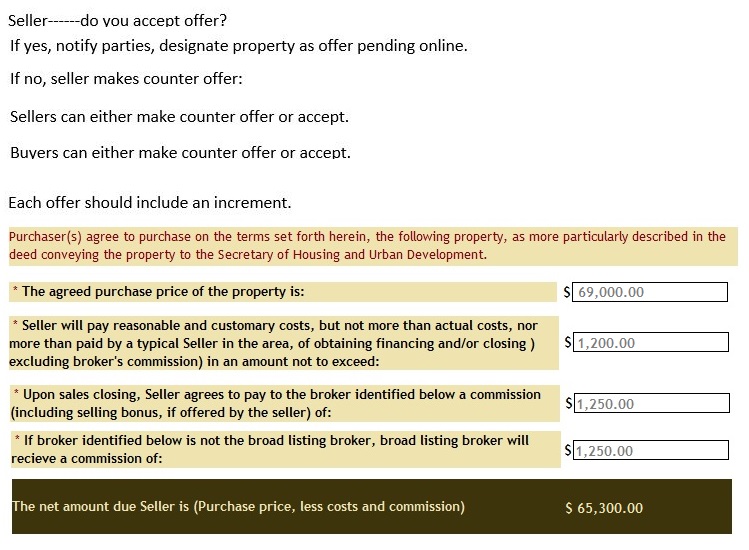 Seller------do you accept offer?
If yes, notify parties, designate property as offer pending online.
If no, seller makes counter offer:
Sellers can either make counter offer or accept.
Buyers can either make counter offer or accept.
Each offer should include an increment.
Purchaser(s) agree to purchase on the terms set forth herein, the following property, as more particularly described in the
deed conveying the property to the Secretary of Housing and Urban Development.
* The agreed purchase price of the property is: $ 69,000.00
* Seller will pay reasonable and customary costs, but not more than actual costs, nor
more than paid by a typical Seller in the area, of obtaining financing and/or closing )
excluding broker's commission) in an amount not to exceed: $ 1,200.00
* Upon sales closing, Seller agrees to pay to the broker identified below a commission
(including selling bonus, if offered by the seller) of: $ 1,250.00
* If broker identified below is not the broad listing broker, broad listing broker will
recieve a commission of: $ 1,250.00
The net amount due Seller is (Purchase price, less costs and commission) $ 65,300.00